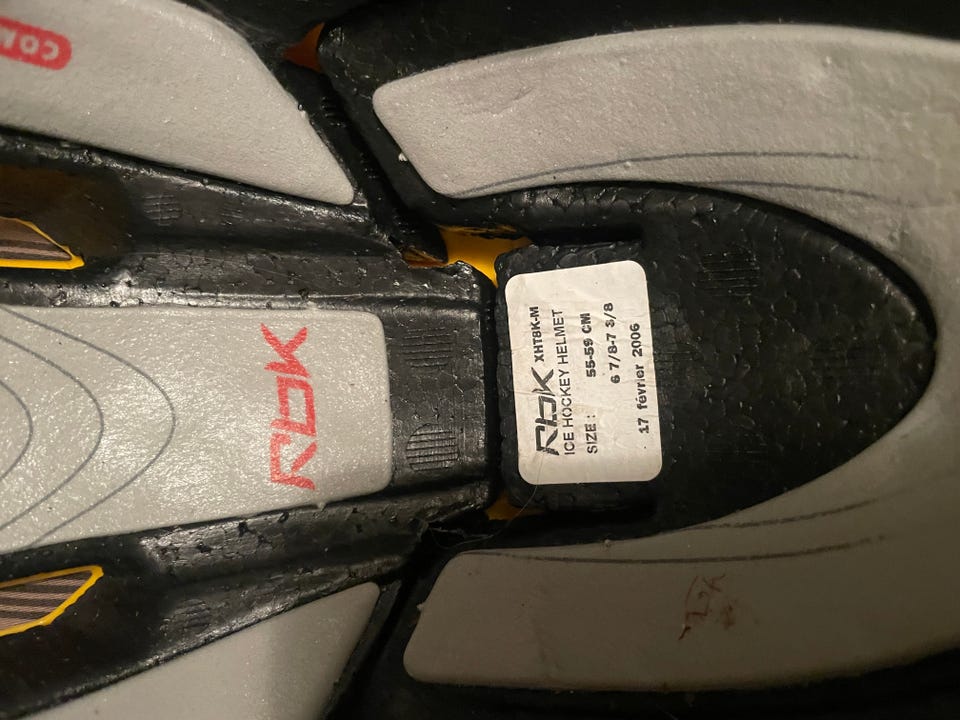 COM
RbK
RbK XHT8K-M
ICE HOCKEY HELMET
SIZE : 55-59 CM
6 7/8-7 3/8
17 février 2006